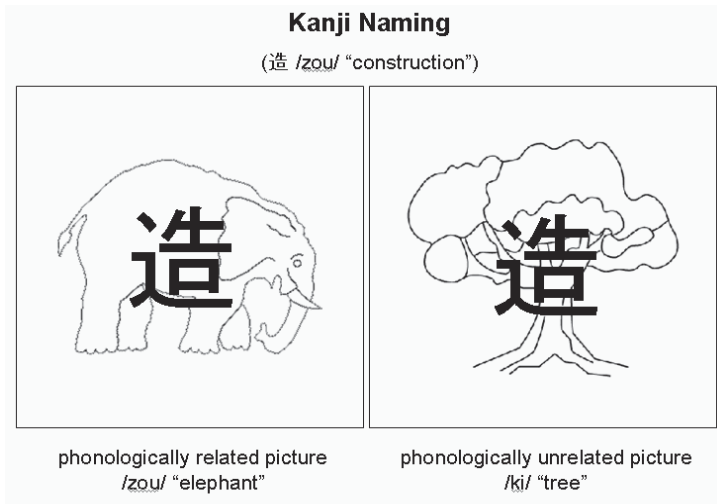 Kanji Naming
(造 /zou/ “construction”)
造
造
phonologically related picture
/zou/ “elephant”
phonologically unrelated picture
/ki/ “tree”